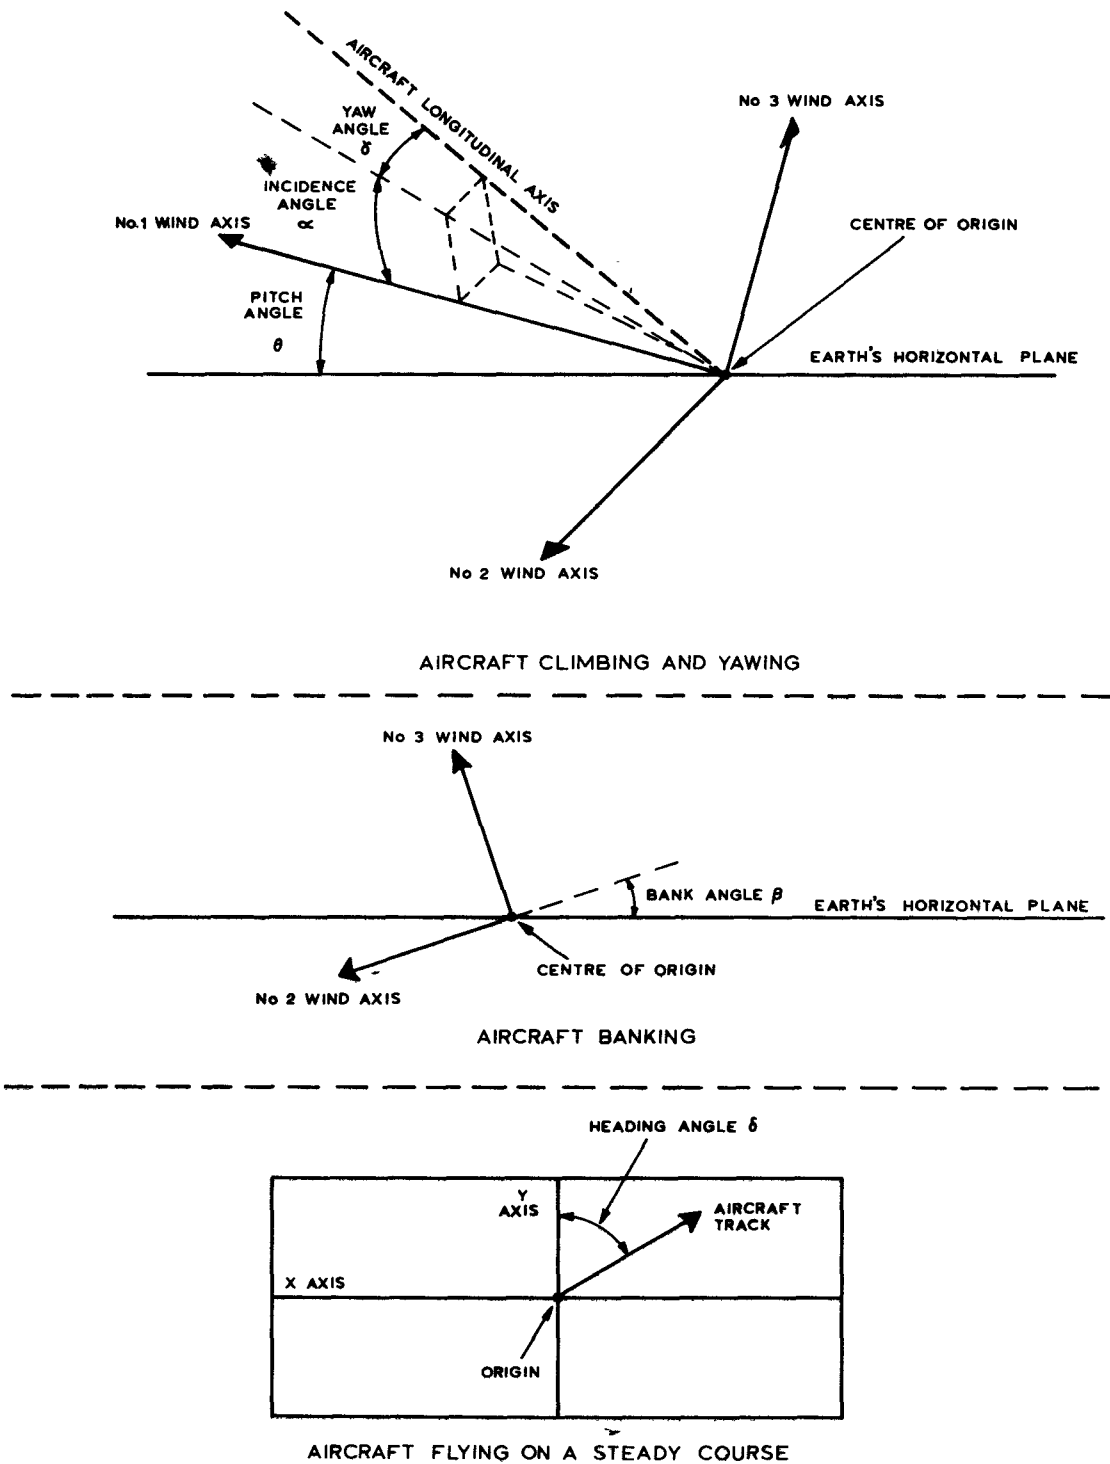 AIRCRAFT LONGITUDINAL AXIS
No 3 WIND AXIS
YAW
ANGLE
γ
INCIDENCE
ANGLE
∝
No.1 WIND AXIS
CENTRE OF ORIGIN
PITCH
ANGLE
θ
EARTH'S HORIZONTAL PLANE
No 2 WIND AXIS
AIRCRAFT CLIMBING AND YAWING
No 3 WIND AXIS
BANK ANGLE β
EARTH'S HORIZONTAL PLANE
CENTRE OF ORIGIN
No 2 WIND AXIS
AIRCRAFT BANKING
HEADING ANGLE δ
Y
AXIS
AIRCRAFT
TRACK
X AXIS
ORIGIN
AIRCRAFT FLYING ON A STEADY COURSE